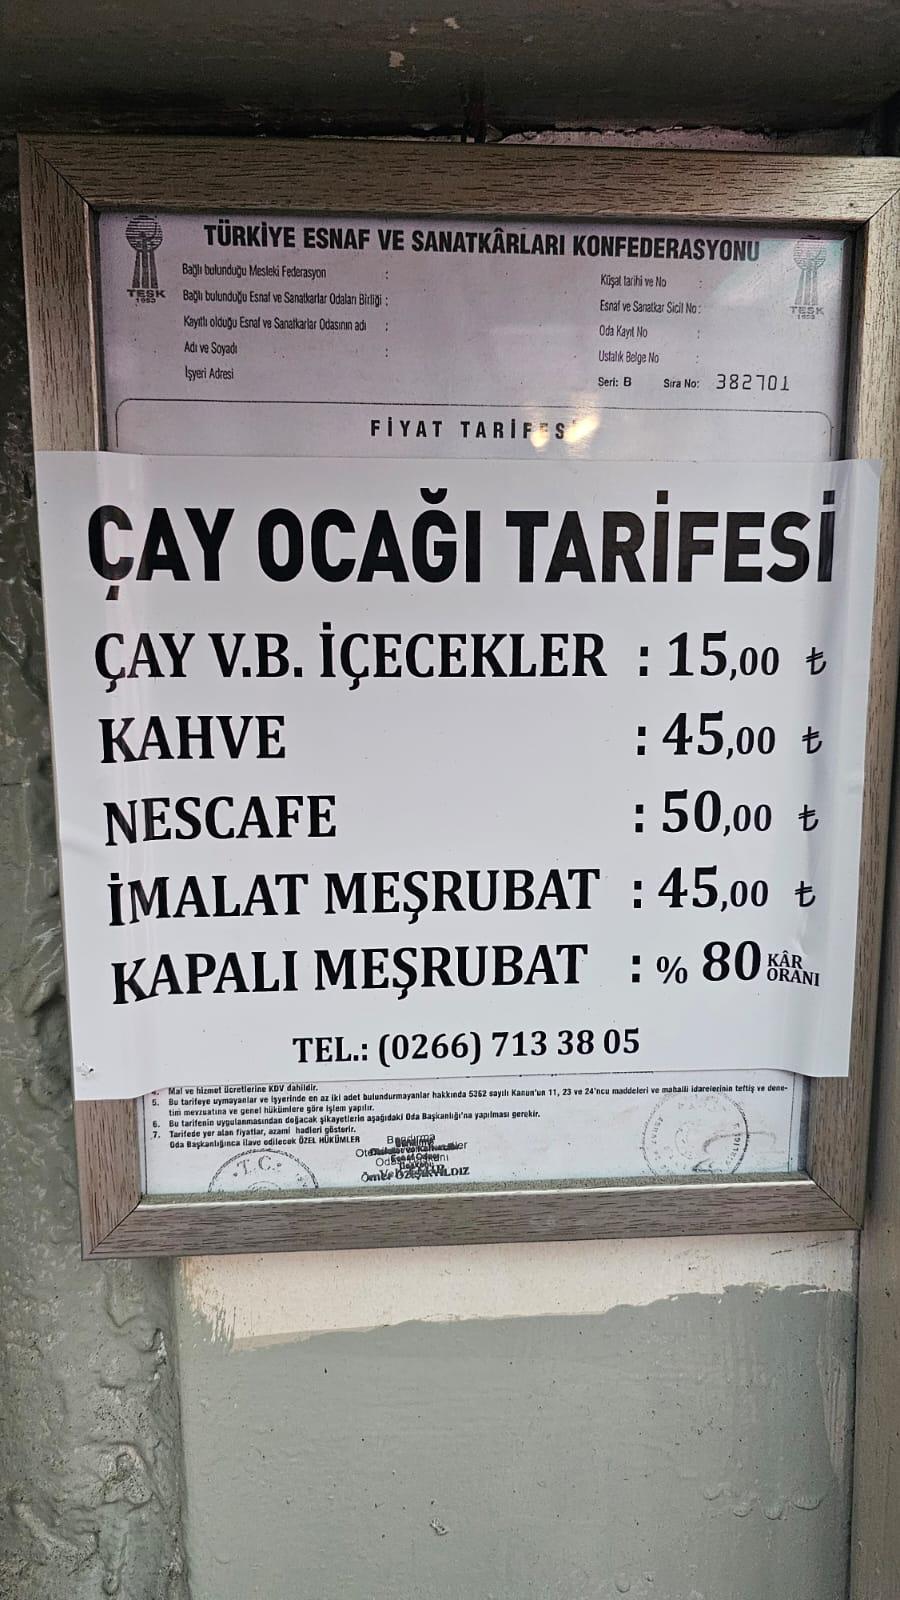 TÜRKİYE ESNAF VE SANATKÂRLARI KONFEDERASYONU
TESK
1953
TESK
1953
Bağlı bulunduğu Mesleki Federasyon :
Bağlı bulunduğu Esnaf ve Sanatkarlar Odaları Birliği :
Kayıtlı olduğu Esnaf ve Sanatkarlar Odasının adı :
Adı ve Soyadı :
İşyeri Adresi
Küşat tarihi ve No :
Esnaf ve Sanatkar Sicil No :
Oda Kayıt No :
Ustalık Belge No :
Seri: B Sıra No: 382701
FİYAT TARİFESİ
ÇAY OCAĞI TARİFESİ
ÇAY V.B. İÇECEKLER : 15,00 ₺
KAHVE : 45,00 ₺
NESCAFE : 50,00 ₺
İMALAT MEŞRUBAT : 45,00 ₺
KAPALI MEŞRUBAT : % 80 KÂR ORANI
TEL.: (0266) 713 38 05
4. Mal ve hizmet ücretlerine KDV dahildir.
5. Bu tarifeye uymayanlar ve işyerinde en az iki adet bulundurmayanlar hakkında 5362 sayılı Kanun'un 11, 23 ve 24'ncu maddeleri ve mahalli idarelerinin teftiş ve dene-
tim mevzuatına ve genel hükümlere göre işlem yapılır.
6. Bu tarifenin uygulanmasından doğacak şikayetlerin aşağıdaki Oda Başkanlığı'na yapılması gerekir.
7. Tarifede yer alan fiyatlar, azami hadleri gösterir.
Oda Başkanlığınca ilave edilecek ÖZEL HÜKÜMLER
Bandırma
T.C.